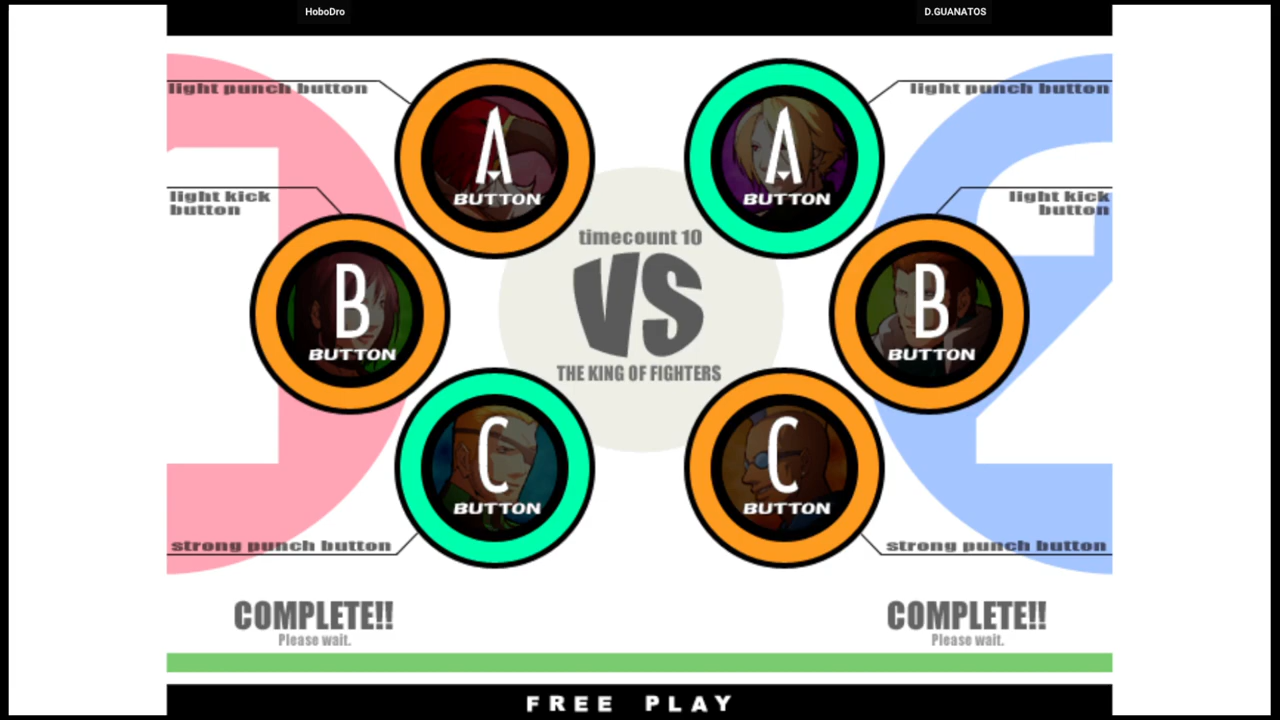 HoboDro
D.GUANATOS
light punch button
light punch button
A
BUTTON
A
BUTTON
light kick
button
light kick
button
B
BUTTON
B
BUTTON
timecount 10
VS
THE KING OF FIGHTERS
C
BUTTON
C
BUTTON
strong punch button
strong punch button
COMPLETE!!
Please wait.
COMPLETE!!
Please wait.
FREE PLAY